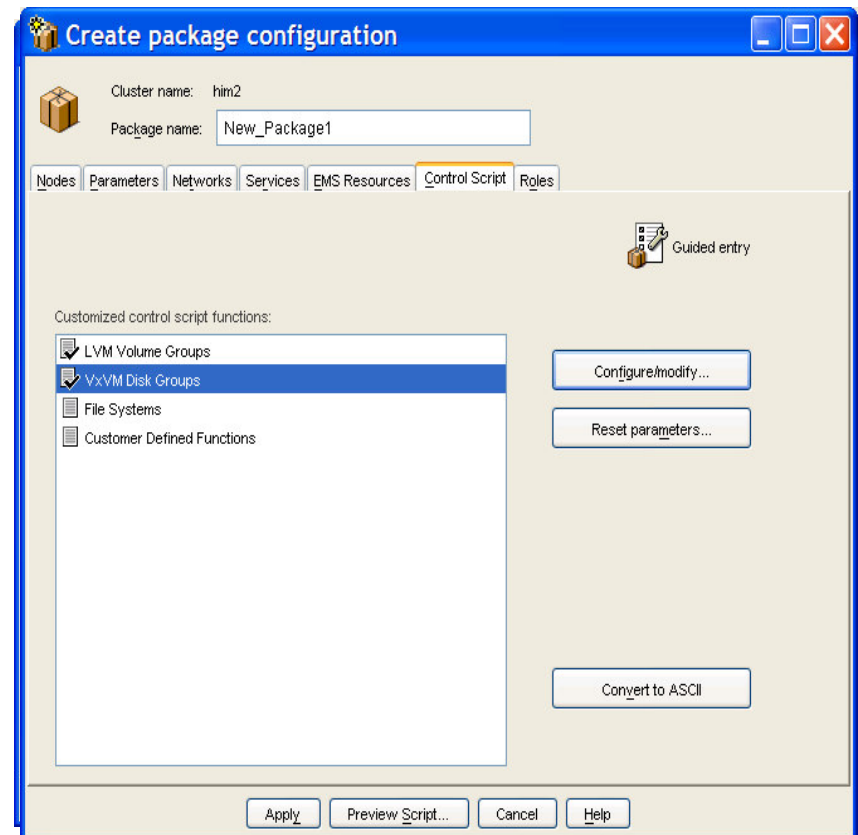 Create package configuration
Cluster name: him2
Package name: New_Package1
Nodes Parameters Networks Services EMS Resources Control Script Roles
Guided entry
Customized control script functions:
LVM Volume Groups
VxVM Disk Groups
File Systems
Customer Defined Functions
Configure/modify...
Reset parameters...
Convert to ASCII
Apply Preview Script... Cancel Help